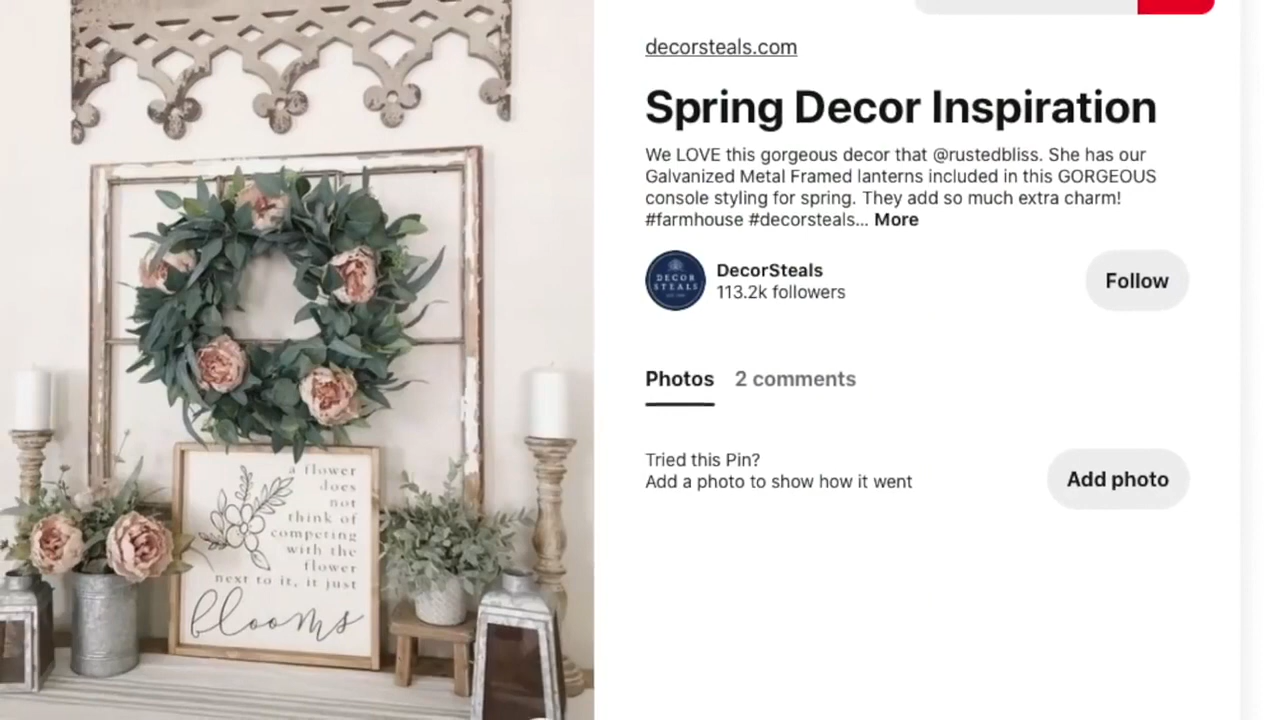 a flower
does
not
think of
competing
with the
flower
next to it, it just
blooms
decorsteals.com
Spring Decor Inspiration
We LOVE this gorgeous decor that @rustedbliss. She has our
Galvanized Metal Framed lanterns included in this GORGEOUS
console styling for spring. They add so much extra charm!
#farmhouse #decorsteals... More
DECOR
STEALS
DecorSteals
113.2k followers
Follow
Photos
2 comments
Tried this Pin?
Add a photo to show how it went
Add photo